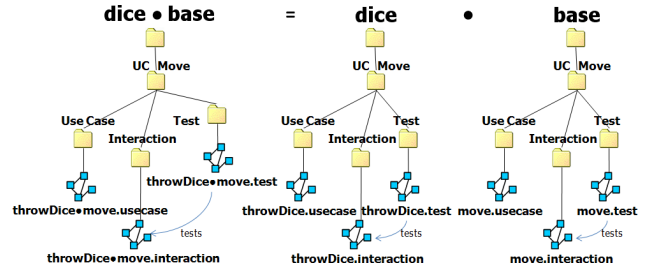 dice • base = dice • base
UC Move UC Move UC Move
Use Case Test Use Case Test Use Case Test
Interaction Interaction Interaction
throwDice•move.test
throwDice•move.usecase throwDice.usecase throwDice.test move.usecase move.test
tests tests tests
throwDice•move.interaction throwDice.interaction move.interaction